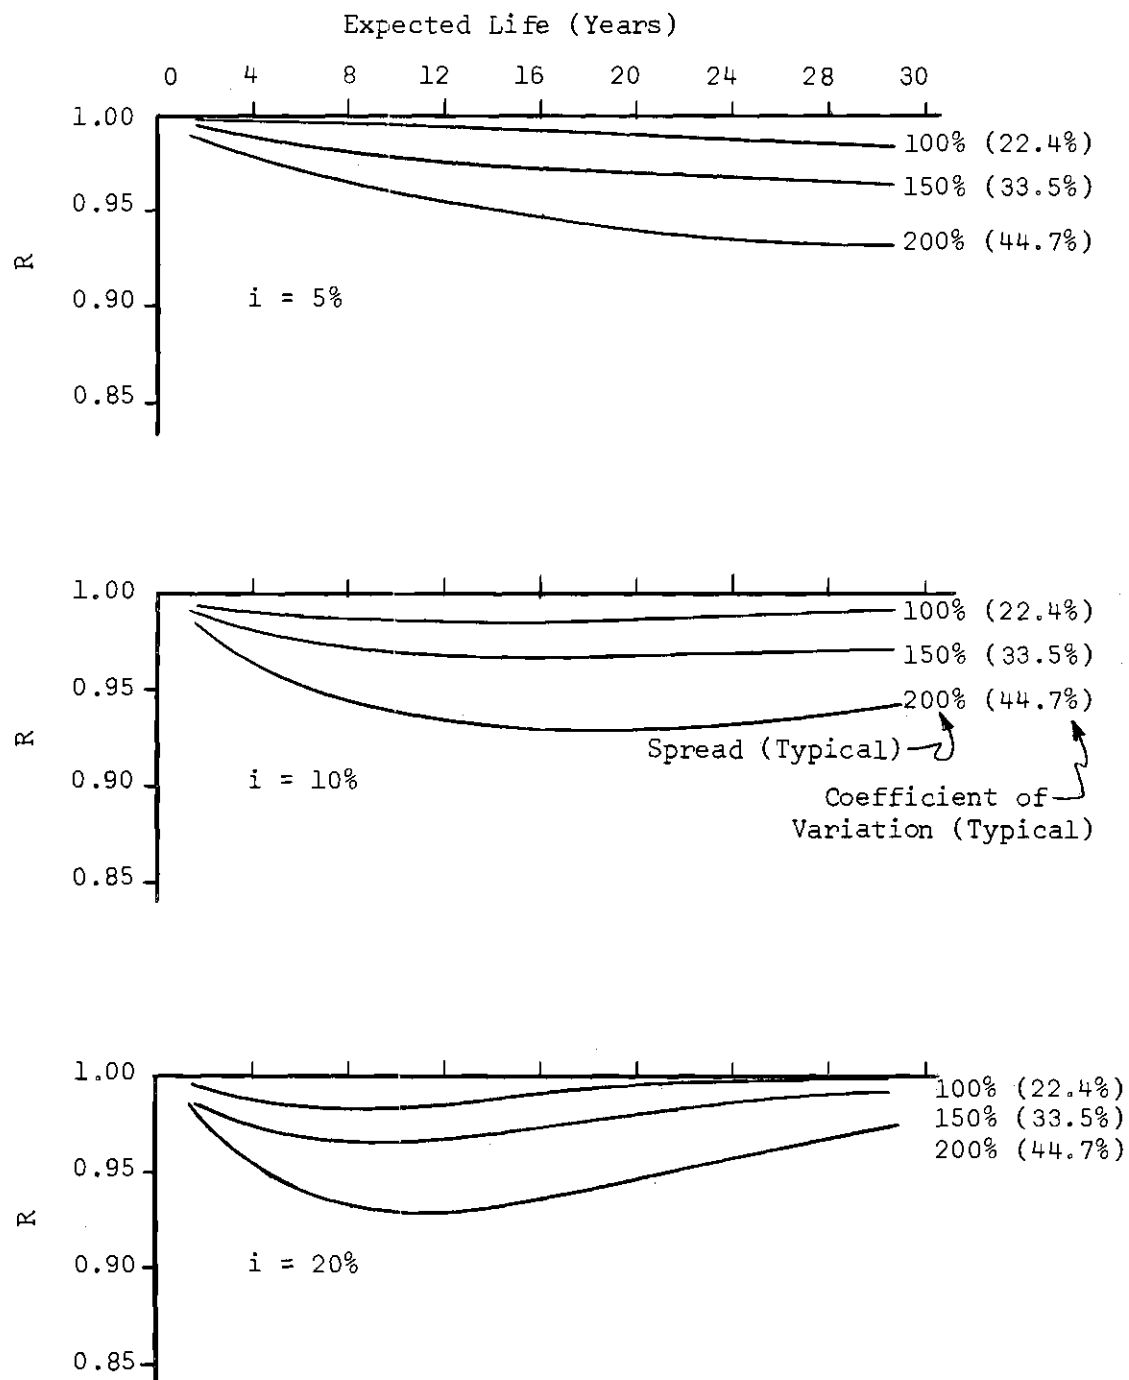 Expected Life (Years)
0 4 8 12 16 20 24 28 30
1.00
0.95
0.90
0.85
R
i = 5%
100% (22.4%)
150% (33.5%)
200% (44.7%)
1.00
0.95
0.90
0.85
R
i = 10%
100% (22.4%)
150% (33.5%)
200% (44.7%)
Spread (Typical)
Coefficient of
Variation (Typical)
1.00
0.95
0.90
0.85
R
i = 20%
100% (22.4%)
150% (33.5%)
200% (44.7%)